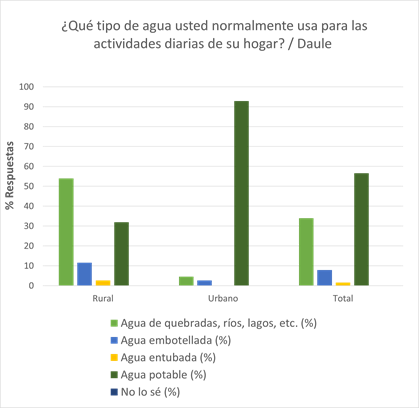 ¿Qué tipo de agua usted normalmente usa para las
actividades diarias de su hogar? / Daule
% Respuestas
100
90
80
70
60
50
40
30
20
10
0
Rural Urbano Total
Agua de quebradas, ríos, lagos, etc. (%)
Agua embotellada (%)
Agua entubada (%)
Agua potable (%)
No lo sé (%)